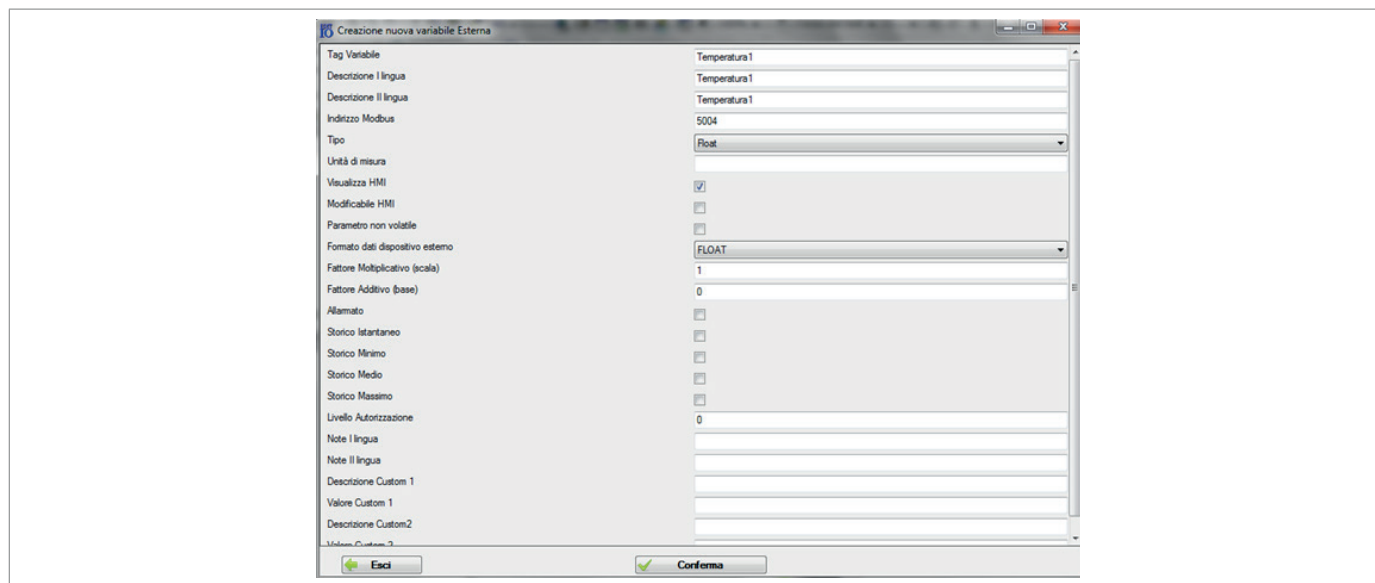 Creazione nuova variabile Esterna
Tag Variabile Temperatura1
Descrizione I lingua Temperatura1
Descrizione II lingua Temperatura1
Indirizzo Modbus 5004
Tipo Float
Unità di misura
Visualizza HMI
Modificabile HMI
Parametro non volatile
Formato dati dispositivo esterno FLOAT
Fattore Moltiplicativo (scala) 1
Fattore Additivo (base) 0
Allarmato
Storico Istantaneo
Storico Minimo
Storico Medio
Storico Massimo
Livello Autorizzazione 0
Note I lingua
Note II lingua
Descrizione Custom 1
Valore Custom 1
Descrizione Custom2
Valore Custom 2
Esci Conferma